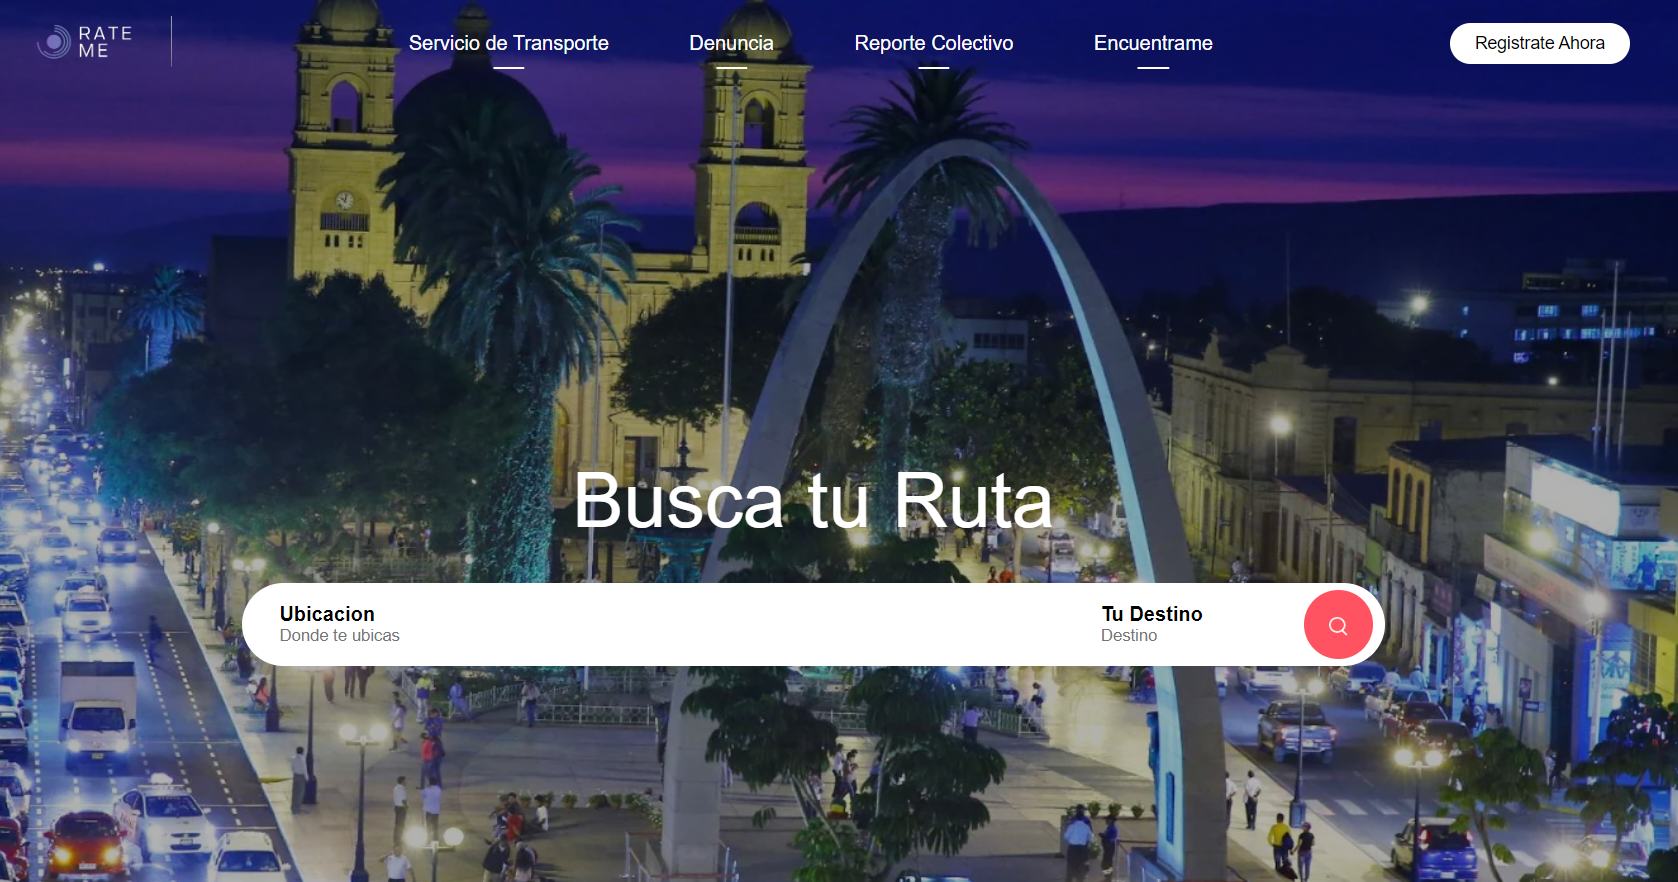 RATE
ME
Servicio de Transporte
Denuncia
Reporte Colectivo
Encuentrame
Registrate Ahora
Busca tu Ruta
Ubicacion
Donde te ubicas
Tu Destino
Destino